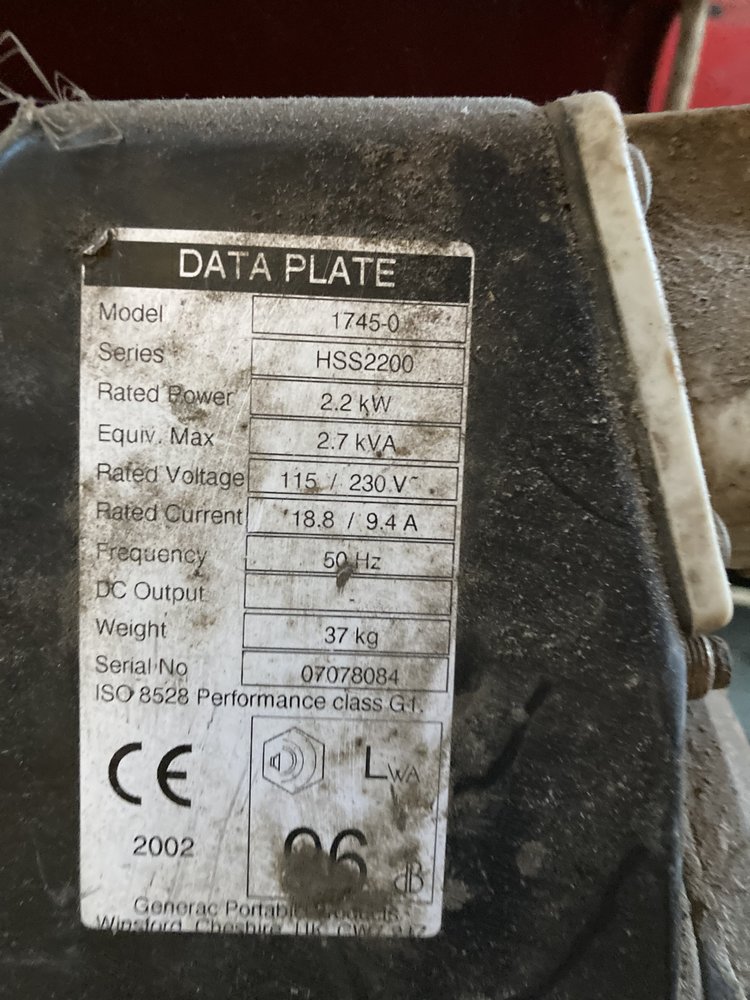 DATA PLATE
Model 1745-0
Series HSS2200
Rated Power 2.2 kW
Equiv. Max 2.7 kVA
Rated Voltage 115 / 230 V~
Rated Current 18.8 / 9.4 A
Frequency 50 Hz
DC Output -
Weight 37 kg
Serial No 07078084
ISO 8528 Performance class G1.
CE
LWA
2002
96
dB
Generac Portable Products
Winsford, Cheshire, UK,